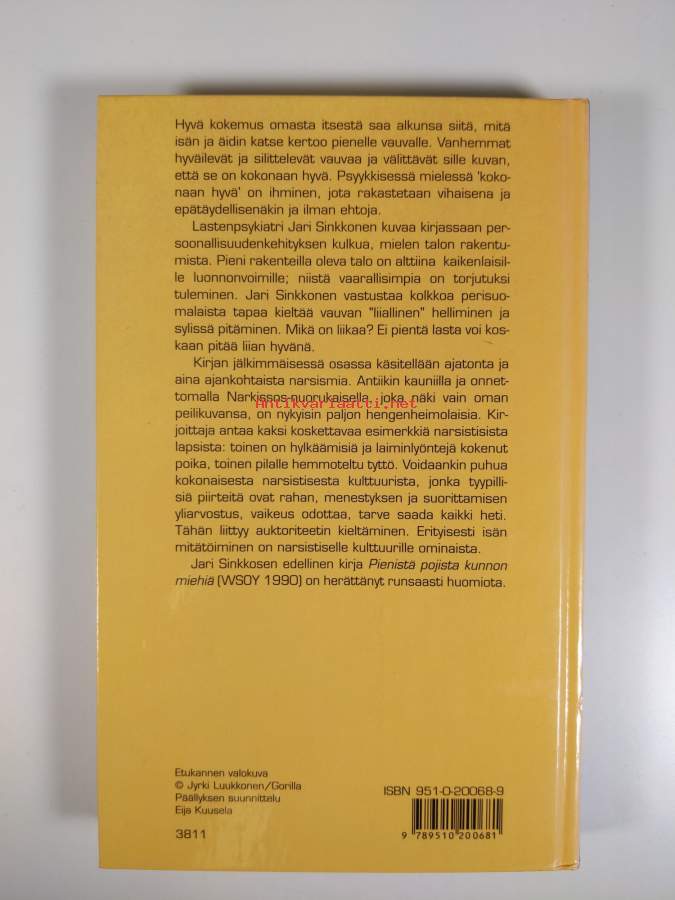 Hyvä kokemus omasta itsestä saa alkunsa siitä, mitä
isän ja äidin katse kertoo pienelle vauvalle. Vanhemmat
hyväilevät ja silittelevät vauvaa ja välittävät sille kuvan,
että se on kokonaan hyvä. Psyykkisessä mielessä 'koko-
naan hyvä' on ihminen, jota rakastetaan vihaisena ja
epätäydellisenäkin ja ilman ehtoja.
Lastenpsykiatri Jari Sinkkonen kuvaa kirjassaan per-
soonallisuudenkehityksen kulkua, mielen talon rakentu-
mista. Pieni rakenteilla oleva talo on alttiina kaikenlaisil-
le luonnonvoimille; niistä vaarallisimpia on torjutuksi
tuleminen. Jari Sinkkonen vastustaa kolkkoa perisuo-
malaista tapaa kieltää vauvan "liiallinen" helliminen ja
sylissä pitäminen. Mikä on liikaa? Ei pientä lasta voi kos-
kaan pitää liian hyvänä.
Kirjan jälkimmäisessä osassa käsitellään ajatonta ja
aina ajankohtaista narsismia. Antiikin kauniilla ja onnet-
tomalla Narkissos-nuorukaisella, joka näki vain oman
Antikvariaatti.net
peilikuvansa, on nykyisin paljon hengenheimolaisia. Kir-
joittaja antaa kaksi koskettavaa esimerkkiä narsistisista
lapsista: toinen on hylkäämisiä ja laiminlyöntejä kokenut
poika, toinen pilalle hemmoteltu tyttö. Voidaankin puhua
kokonaisesta narsistisesta kulttuurista, jonka tyypilli-
siä piirteitä ovat rahan, menestyksen ja suorittamisen
yliarvostus, vaikeus odottaa, tarve saada kaikki heti.
Tähän liittyy auktoriteetin kieltäminen. Erityisesti isän
mitätöiminen on narsistiselle kulttuurille ominaista.
Jari Sinkkosen edellinen kirja Pienistä pojista kunnon
miehiä (WSOY 1990) on herättänyt runsaasti huomiota.
Etukannen valokuva
© Jyrki Luukkonen/Gorilla
Päällyksen suunnittelu
Eija Kuusela
3811
ISBN 951-0-20068-9
9 789510 200681